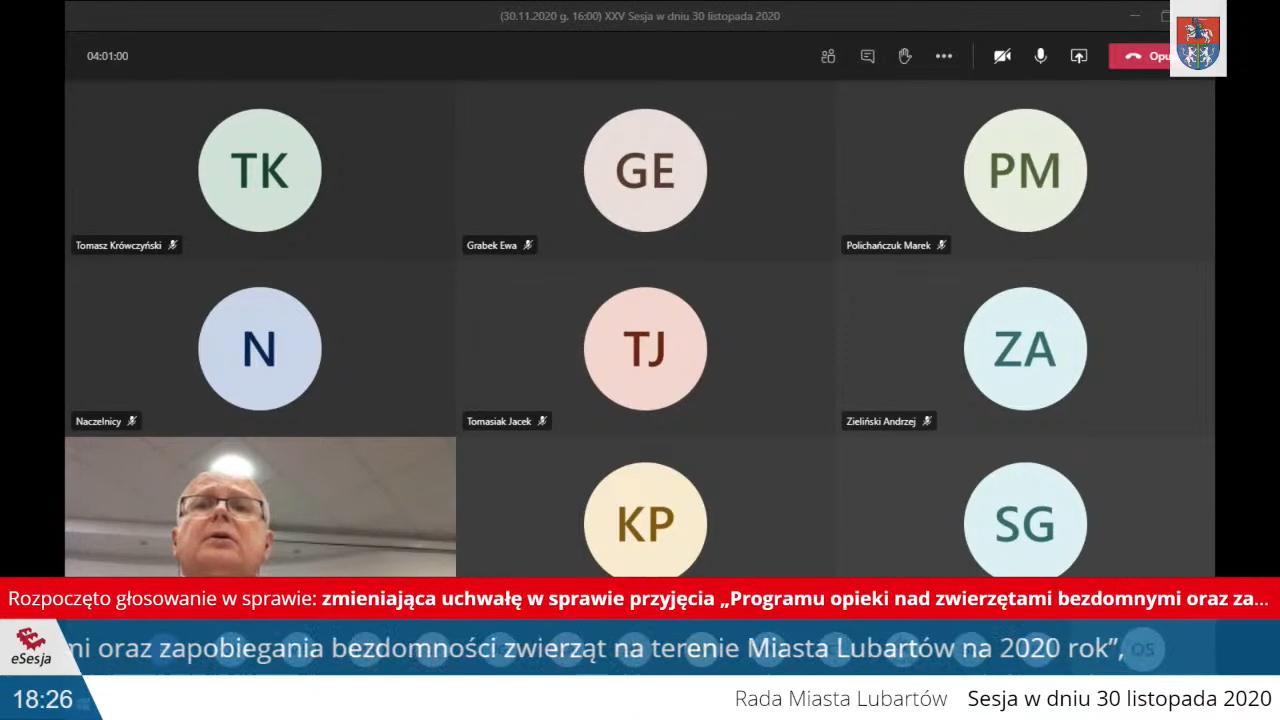 (30.11.2020 g. 16:00) XXV Sesja w dniu 30 listopada 2020
04:01:00
Opu
TK
GE
PM
Tomasz Krówczyński
Grabek Ewa
Polichańczuk Marek
N
TJ
ZA
Naczelnicy
Tomasiak Jacek
Zieliński Andrzej
KP
SG
Rozpoczęto głosowanie w sprawie: zmieniająca uchwałę w sprawie przyjęcia „Programu opieki nad zwierzętami bezdomnymi oraz za...
mi oraz zapobiegania bezdomności zwierząt na terenie Miasta Lubartów na 2020 rok”,
OS
eSesja
18:26
Rada Miasta Lubartów
Sesja w dniu 30 listopada 2020